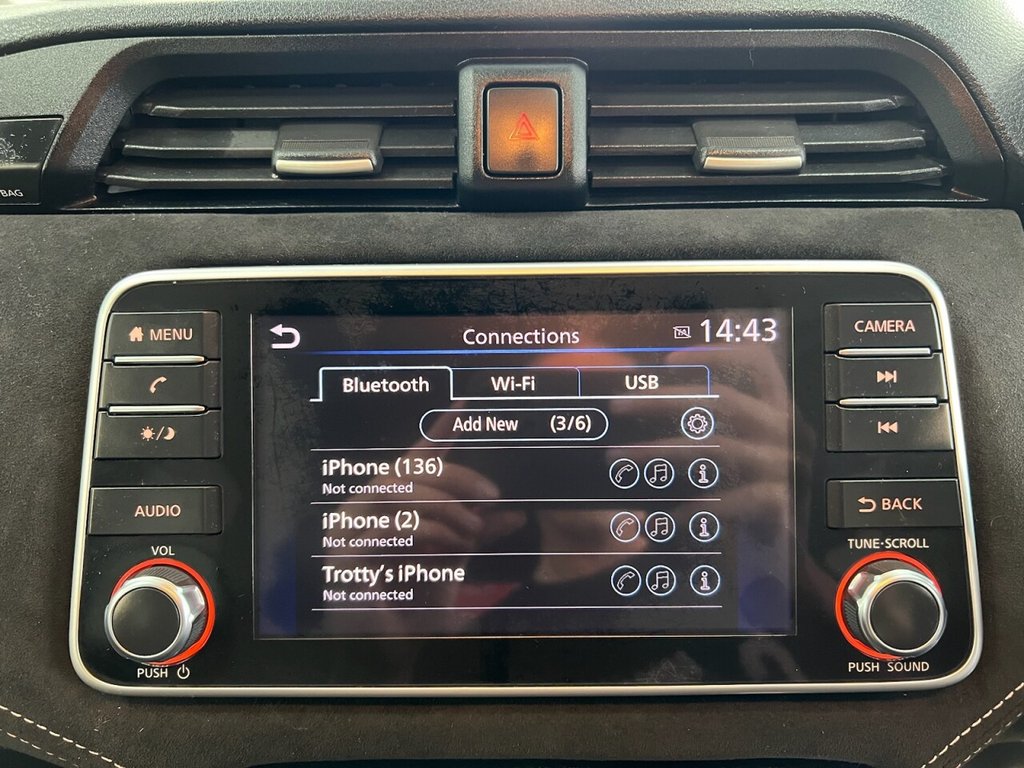 BAG
MENU
Connections
TA
14:43
CAMERA
Bluetooth
Wi-Fi
USB
Add New (3/6)
iPhone (136)
Not connected
iPhone (2)
Not connected
Trotty's iPhone
Not connected
AUDIO
BACK
VOL
TUNE·SCROLL
PUSH
PUSH SOUND